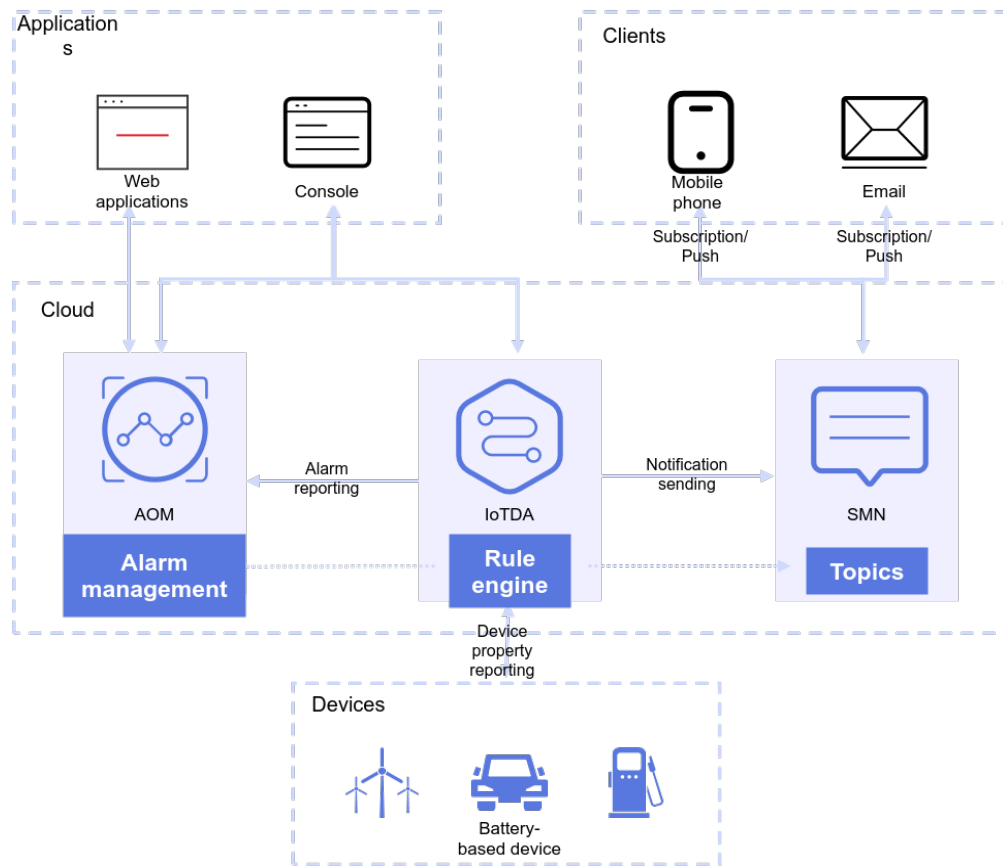 Application
s
Clients
Web
applications
Console
Mobile
phone
Email
Subscription/
Push
Subscription/
Push
Cloud
Alarm
reporting
Notification
sending
AOM
IoTDA
SMN
Alarm
management
Rule
engine
Topics
Device
property
reporting
Devices
Battery-
based device